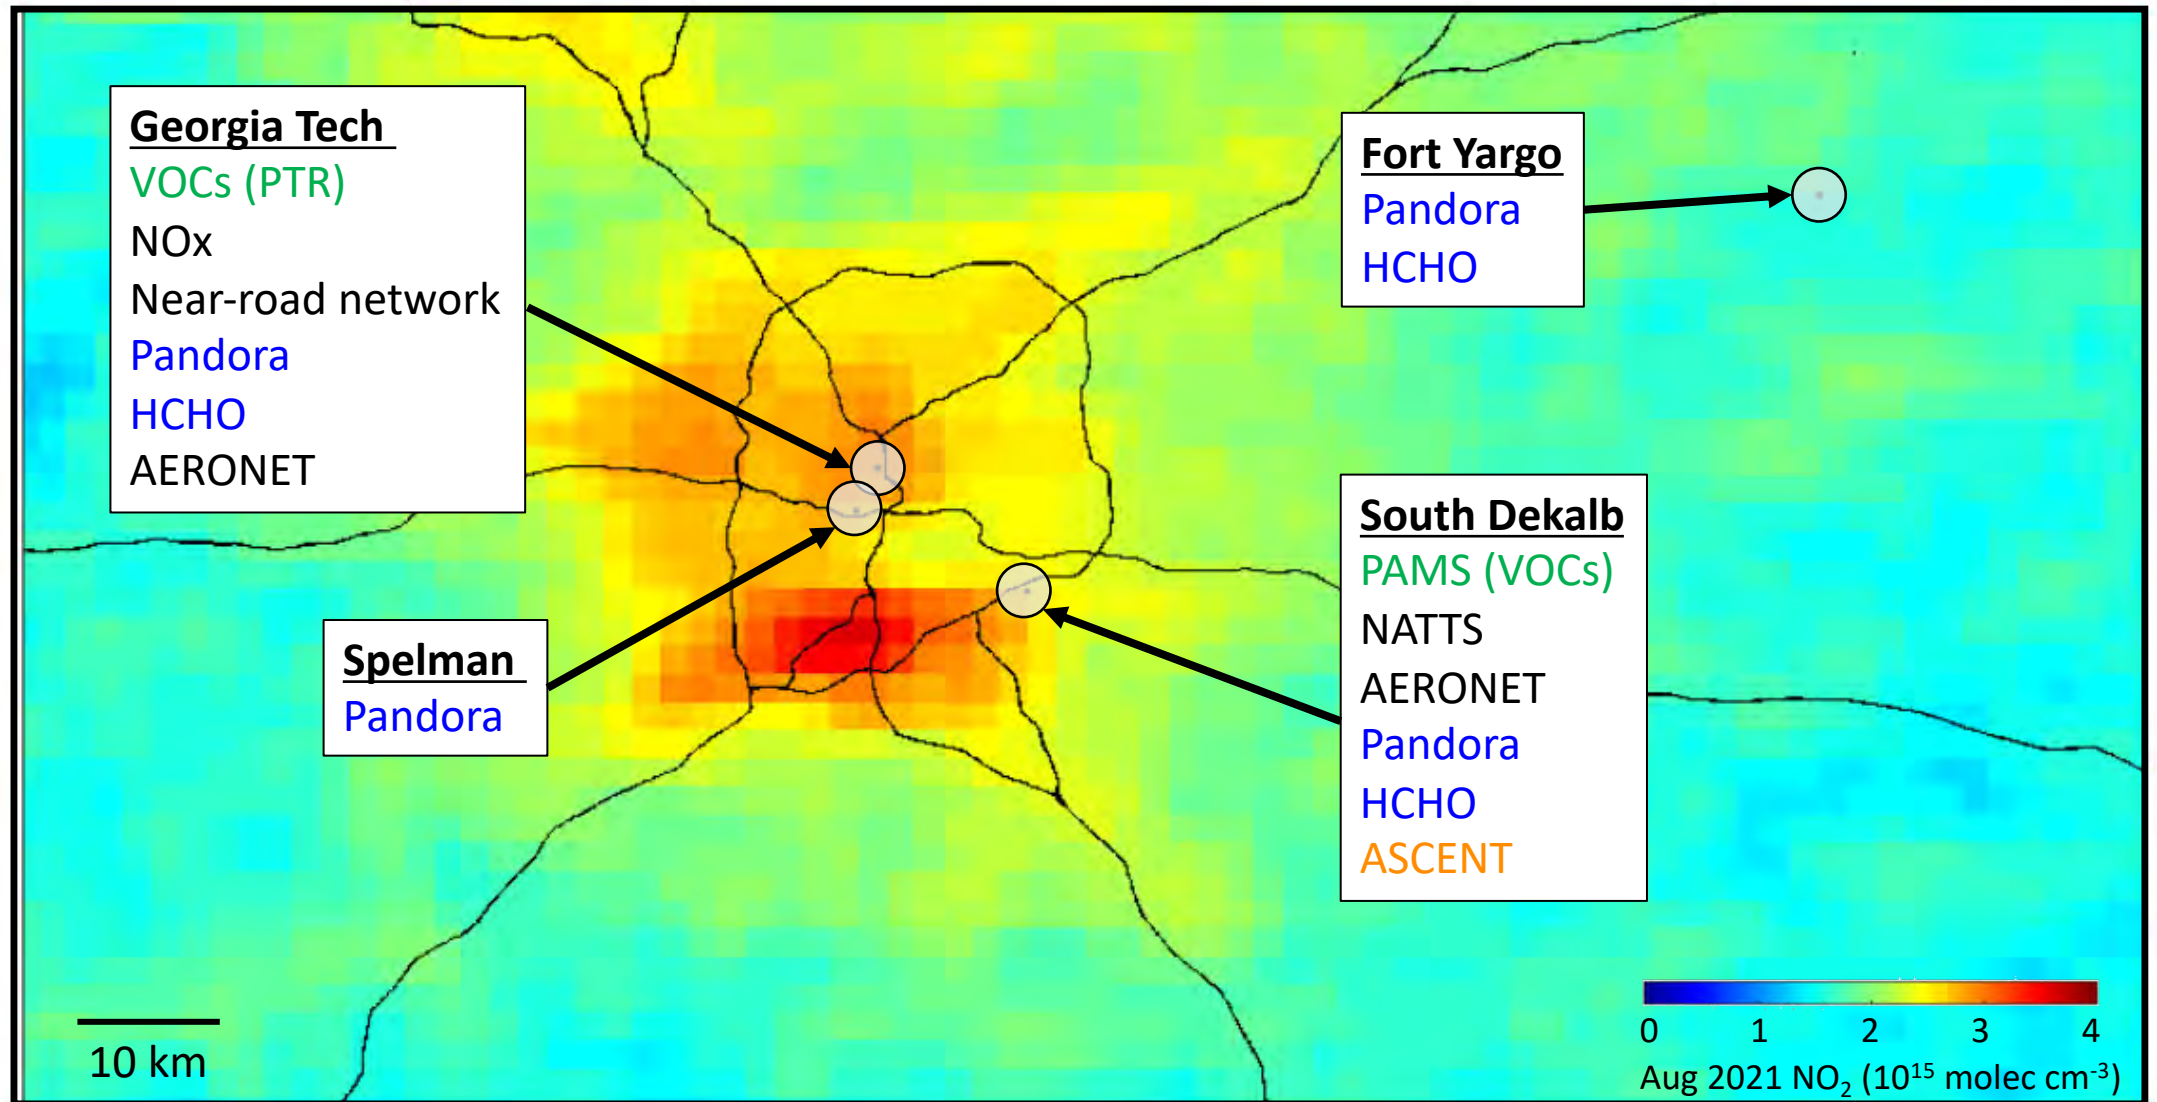 Georgia Tech
VOCs (PTR)
NOx
Near-road network
Pandora
HCHO
AERONET
Fort Yargo
Pandora
HCHO
Spelman
Pandora
South Dekalb
PAMS (VOCs)
NATTS
AERONET
Pandora
HCHO
ASCENT
10 km
0 1 2 3 4
Aug 2021 NO₂ (10¹⁵ molec cm⁻³)